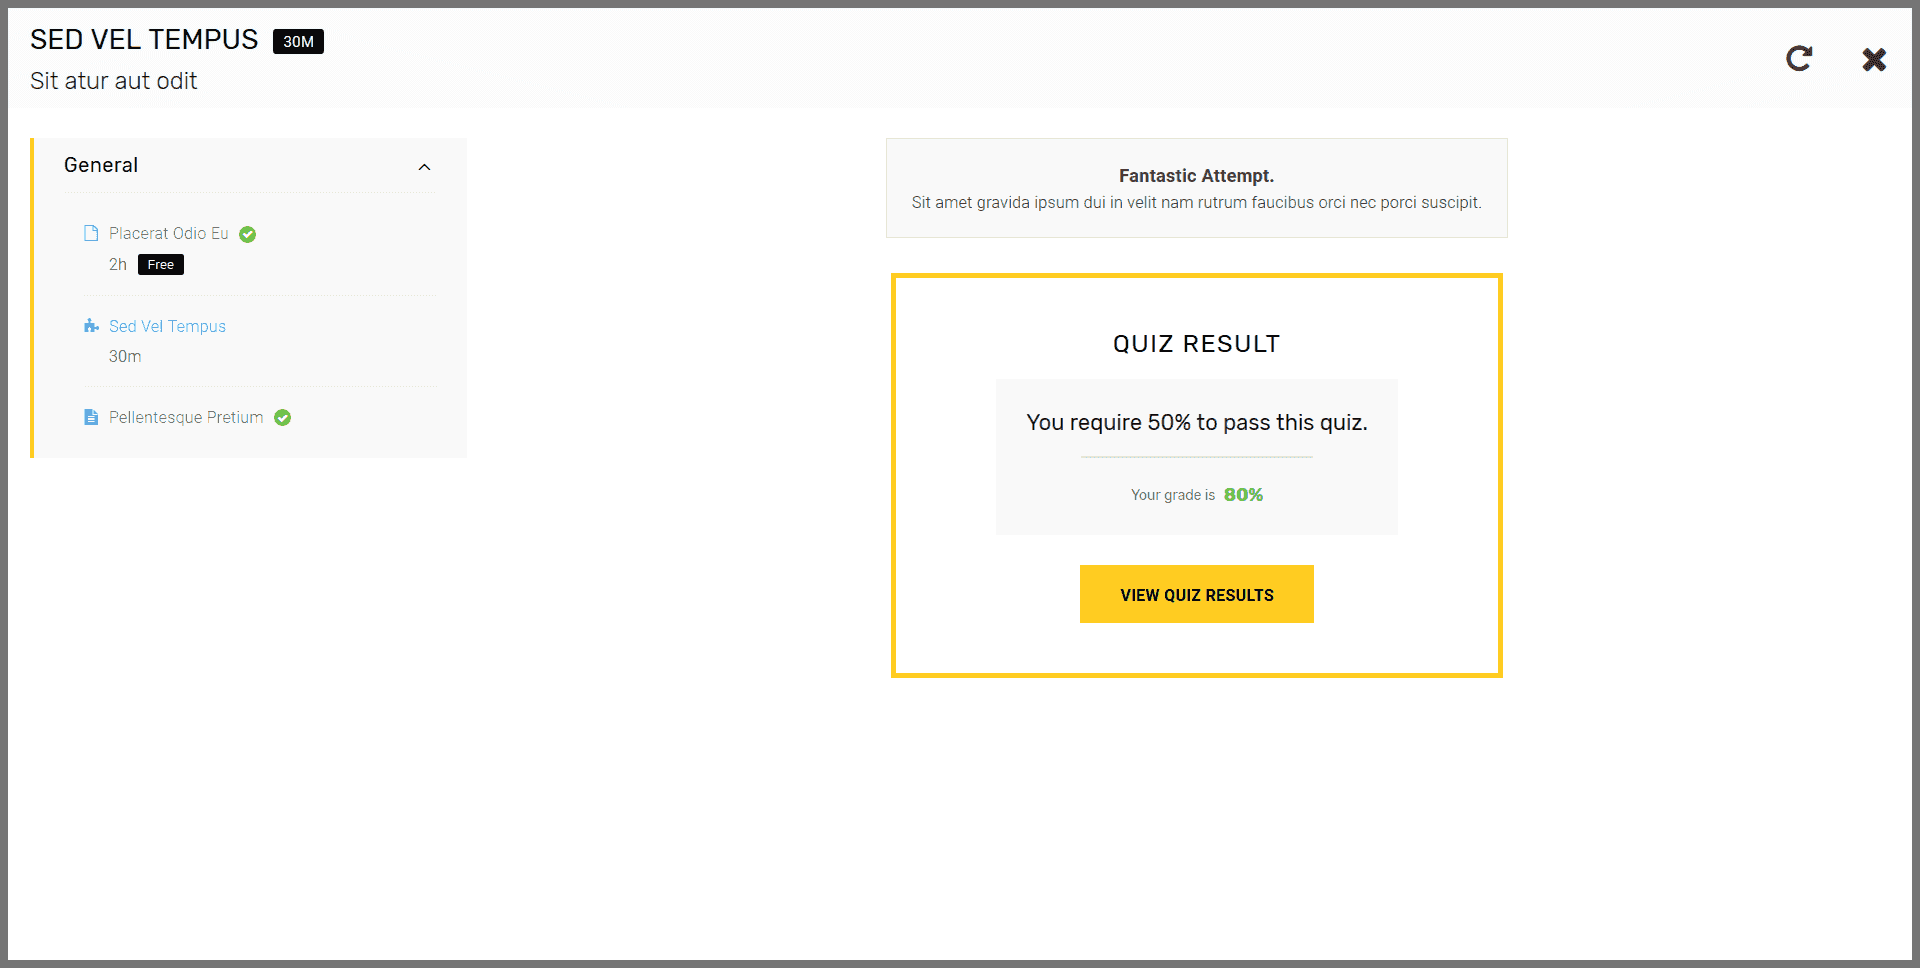 SED VEL TEMPUS 30M
Sit atur aut odit
General
Placerat Odio Eu
2h Free
Sed Vel Tempus
30m
Pellentesque Pretium
Fantastic Attempt.
Sit amet gravida ipsum dui in velit nam rutrum faucibus orci nec porci suscipit.
QUIZ RESULT
You require 50% to pass this quiz.
Your grade is 80%
VIEW QUIZ RESULTS